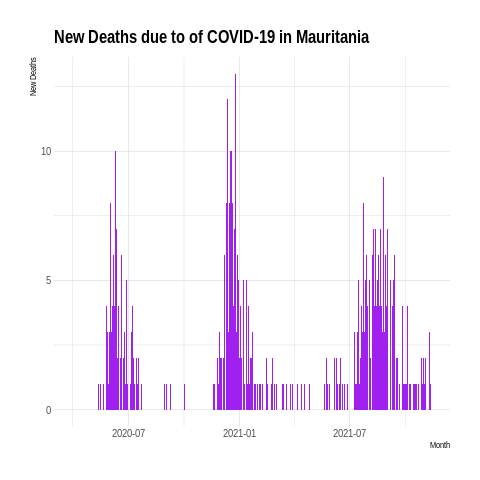 New Deaths due to of COVID-19 in Mauritania
New Deaths
10
5
0
2020-07
2021-01
2021-07
Month